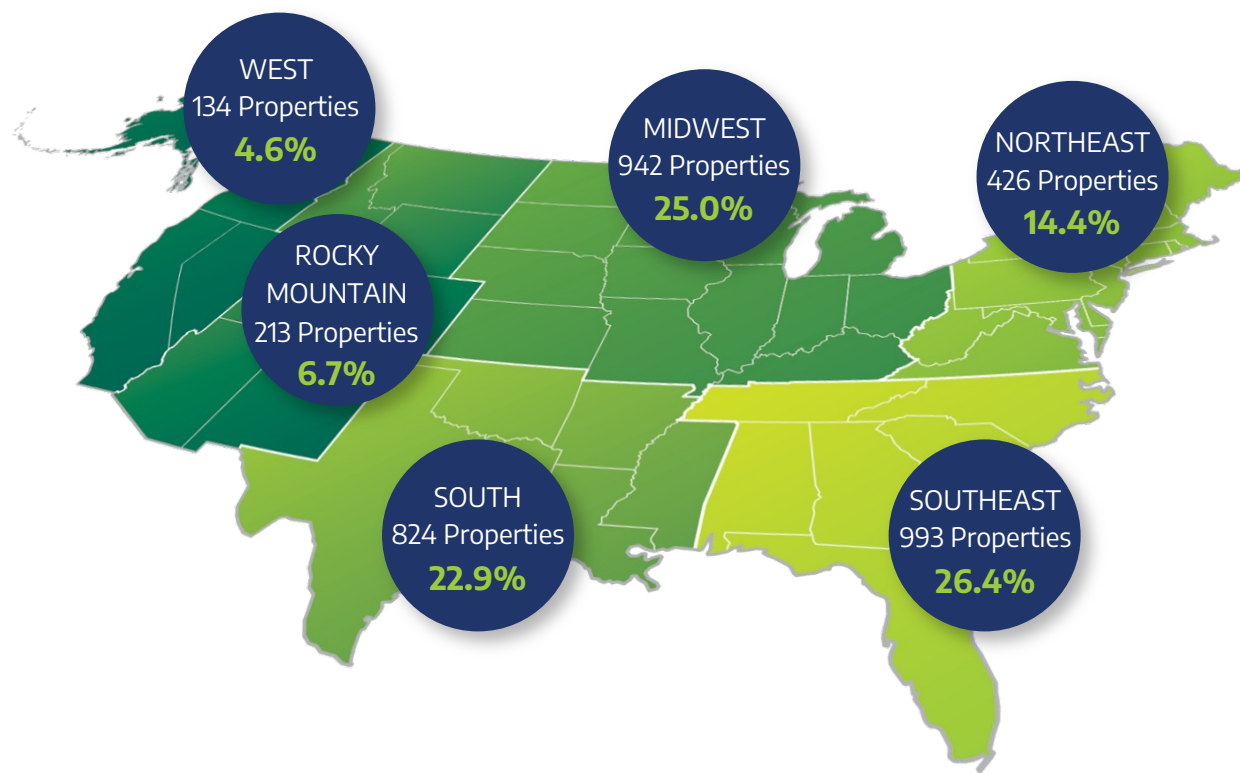 WEST
134 Properties
4.6%
MIDWEST
942 Properties
25.0%
NORTHEAST
426 Properties
14.4%
ROCKY
MOUNTAIN
213 Properties
6.7%
SOUTH
824 Properties
22.9%
SOUTHEAST
993 Properties
26.4%